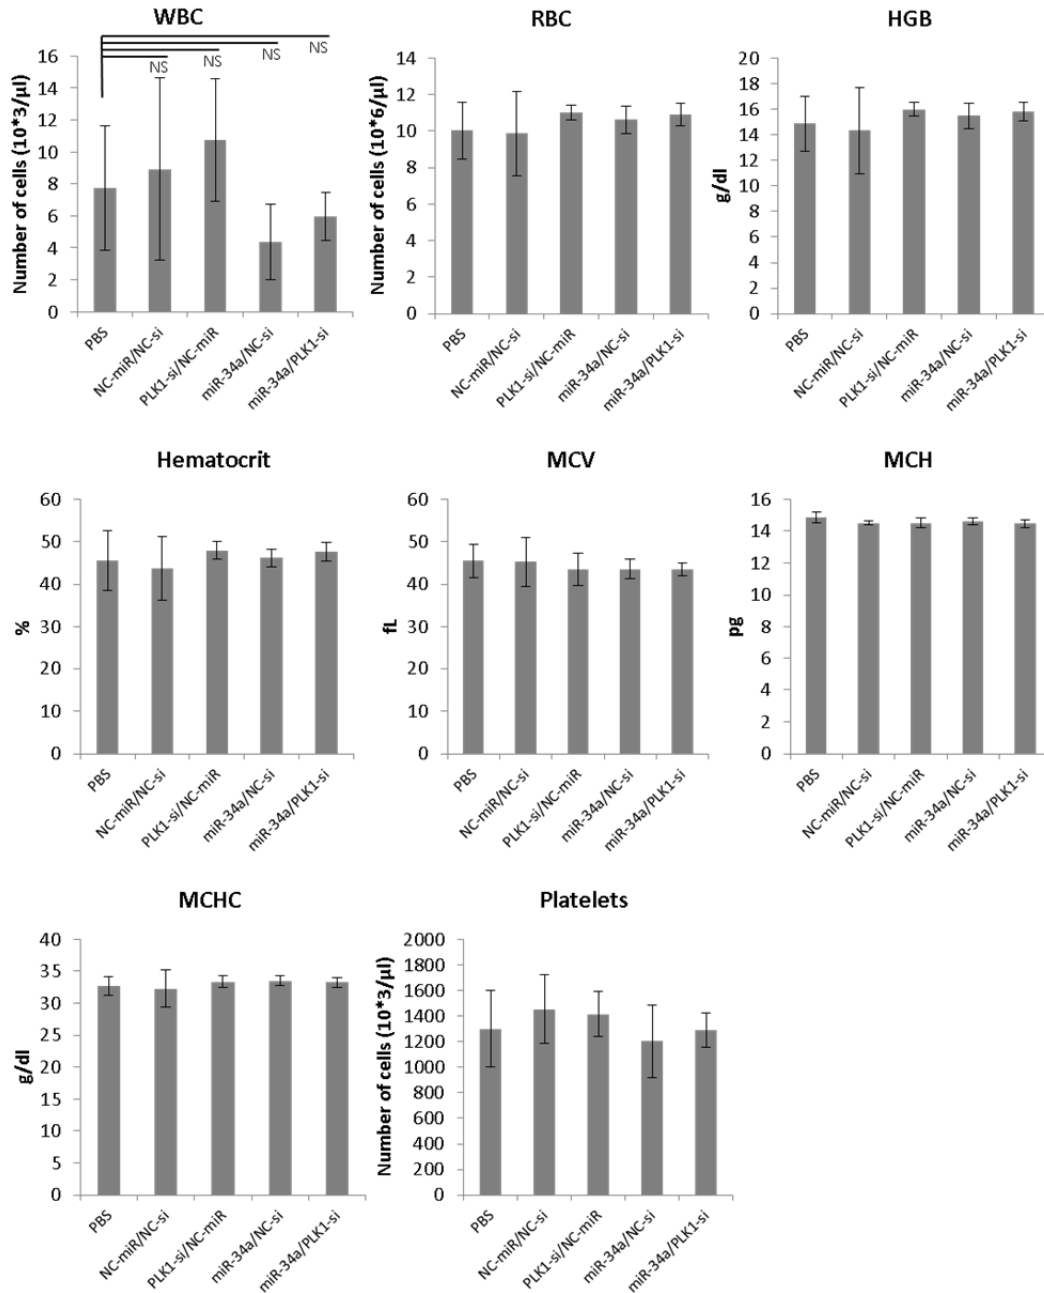 WBC
Number of cells (10*3/µl)
16
14
12
10
8
6
4
2
0
NS
NS
NS
NS
PBS
NC-miR/NC-si
PLK1-si/NC-miR
miR-34a/NC-si
miR-34a/PLK1-si
RBC
Number of cells (10*6/µl)
14
12
10
8
6
4
2
0
PBS
NC-miR/NC-si
PLK1-si/NC-miR
miR-34a/NC-si
miR-34a/PLK1-si
HGB
g/dl
20
18
16
14
12
10
8
6
4
2
0
PBS
NC-miR/NC-si
PLK1-si/NC-miR
miR-34a/NC-si
miR-34a/PLK1-si
Hematocrit
%
60
50
40
30
20
10
0
PBS
NC-miR/NC-si
PLK1-si/NC-miR
miR-34a/NC-si
miR-34a/PLK1-si
MCV
fL
60
50
40
30
20
10
0
PBS
NC-miR/NC-si
PLK1-si/NC-miR
miR-34a/NC-si
miR-34a/PLK1-si
MCH
pg
16
14
12
10
8
6
4
2
0
PBS
NC-miR/NC-si
PLK1-si/NC-miR
miR-34a/NC-si
miR-34a/PLK1-si
MCHC
g/dl
40
35
30
25
20
15
10
5
0
PBS
NC-miR/NC-si
PLK1-si/NC-miR
miR-34a/NC-si
miR-34a/PLK1-si
Platelets
Number of cells (10*3/µl)
2000
1800
1600
1400
1200
1000
800
600
400
200
0
PBS
NC-miR/NC-si
PLK1-si/NC-miR
miR-34a/NC-si
miR-34a/PLK1-si